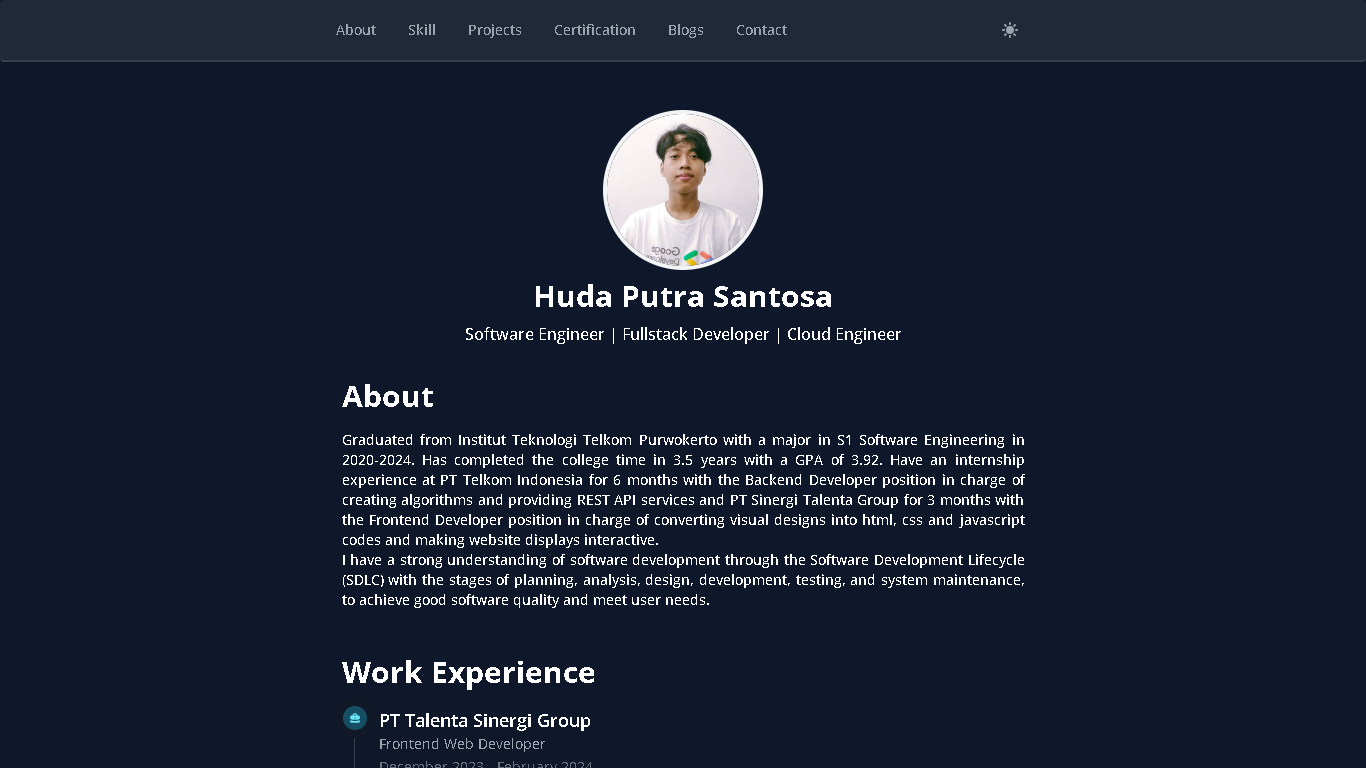 About Skill Projects Certification Blogs Contact
Huda Putra Santosa
Software Engineer | Fullstack Developer | Cloud Engineer
About
Graduated from Institut Teknologi Telkom Purwokerto with a major in S1 Software Engineering in
2020-2024. Has completed the college time in 3.5 years with a GPA of 3.92. Have an internship
experience at PT Telkom Indonesia for 6 months with the Backend Developer position in charge of
creating algorithms and providing REST API services and PT Sinergi Talenta Group for 3 months with
the Frontend Developer position in charge of converting visual designs into html, css and javascript
codes and making website displays interactive.
I have a strong understanding of software development through the Software Development Lifecycle
(SDLC) with the stages of planning, analysis, design, development, testing, and system maintenance,
to achieve good software quality and meet user needs.
Work Experience
PT Talenta Sinergi Group
Frontend Web Developer
December 2023 - February 2024